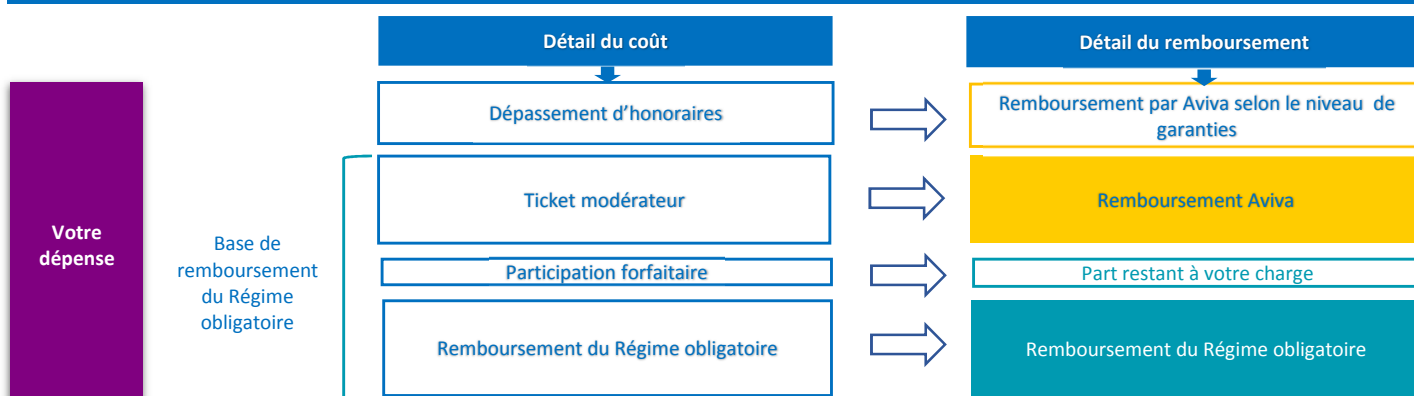 Détail du coût
Détail du remboursement
Dépassement d'honoraires
Remboursement par Aviva selon le niveau de
garanties
Votre
dépense
Base de
remboursement
du Régime
obligatoire
Ticket modérateur
Remboursement Aviva
Participation forfaitaire
Part restant à votre charge
Remboursement du Régime obligatoire
Remboursement du Régime obligatoire